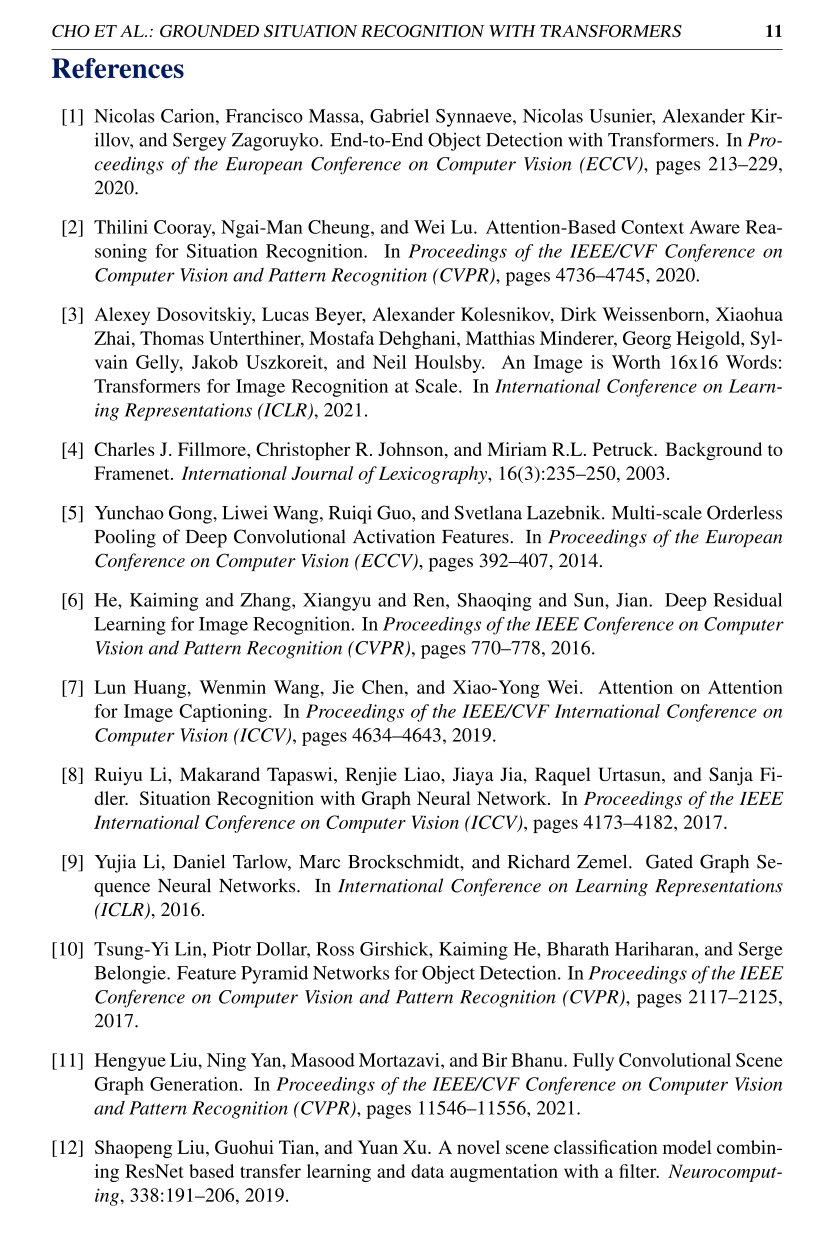 CHO ET AL.: GROUNDED SITUATION RECOGNITION WITH TRANSFORMERS 11
References
[1] Nicolas Carion, Francisco Massa, Gabriel Synnaeve, Nicolas Usunier, Alexander Kir-
illov, and Sergey Zagoruyko. End-to-End Object Detection with Transformers. In Pro-
ceedings of the European Conference on Computer Vision (ECCV), pages 213–229,
2020.
[2] Thilini Cooray, Ngai-Man Cheung, and Wei Lu. Attention-Based Context Aware Rea-
soning for Situation Recognition. In Proceedings of the IEEE/CVF Conference on
Computer Vision and Pattern Recognition (CVPR), pages 4736–4745, 2020.
[3] Alexey Dosovitskiy, Lucas Beyer, Alexander Kolesnikov, Dirk Weissenborn, Xiaohua
Zhai, Thomas Unterthiner, Mostafa Dehghani, Matthias Minderer, Georg Heigold, Syl-
vain Gelly, Jakob Uszkoreit, and Neil Houlsby. An Image is Worth 16x16 Words:
Transformers for Image Recognition at Scale. In International Conference on Learn-
ing Representations (ICLR), 2021.
[4] Charles J. Fillmore, Christopher R. Johnson, and Miriam R.L. Petruck. Background to
Framenet. International Journal of Lexicography, 16(3):235–250, 2003.
[5] Yunchao Gong, Liwei Wang, Ruiqi Guo, and Svetlana Lazebnik. Multi-scale Orderless
Pooling of Deep Convolutional Activation Features. In Proceedings of the European
Conference on Computer Vision (ECCV), pages 392–407, 2014.
[6] He, Kaiming and Zhang, Xiangyu and Ren, Shaoqing and Sun, Jian. Deep Residual
Learning for Image Recognition. In Proceedings of the IEEE Conference on Computer
Vision and Pattern Recognition (CVPR), pages 770–778, 2016.
[7] Lun Huang, Wenmin Wang, Jie Chen, and Xiao-Yong Wei. Attention on Attention
for Image Captioning. In Proceedings of the IEEE/CVF International Conference on
Computer Vision (ICCV), pages 4634–4643, 2019.
[8] Ruiyu Li, Makarand Tapaswi, Renjie Liao, Jiaya Jia, Raquel Urtasun, and Sanja Fi-
dler. Situation Recognition with Graph Neural Network. In Proceedings of the IEEE
International Conference on Computer Vision (ICCV), pages 4173–4182, 2017.
[9] Yujia Li, Daniel Tarlow, Marc Brockschmidt, and Richard Zemel. Gated Graph Se-
quence Neural Networks. In International Conference on Learning Representations
(ICLR), 2016.
[10] Tsung-Yi Lin, Piotr Dollar, Ross Girshick, Kaiming He, Bharath Hariharan, and Serge
Belongie. Feature Pyramid Networks for Object Detection. In Proceedings of the IEEE
Conference on Computer Vision and Pattern Recognition (CVPR), pages 2117–2125,
2017.
[11] Hengyue Liu, Ning Yan, Masood Mortazavi, and Bir Bhanu. Fully Convolutional Scene
Graph Generation. In Proceedings of the IEEE/CVF Conference on Computer Vision
and Pattern Recognition (CVPR), pages 11546–11556, 2021.
[12] Shaopeng Liu, Guohui Tian, and Yuan Xu. A novel scene classification model combin-
ing ResNet based transfer learning and data augmentation with a filter. Neurocomput-
ing, 338:191–206, 2019.